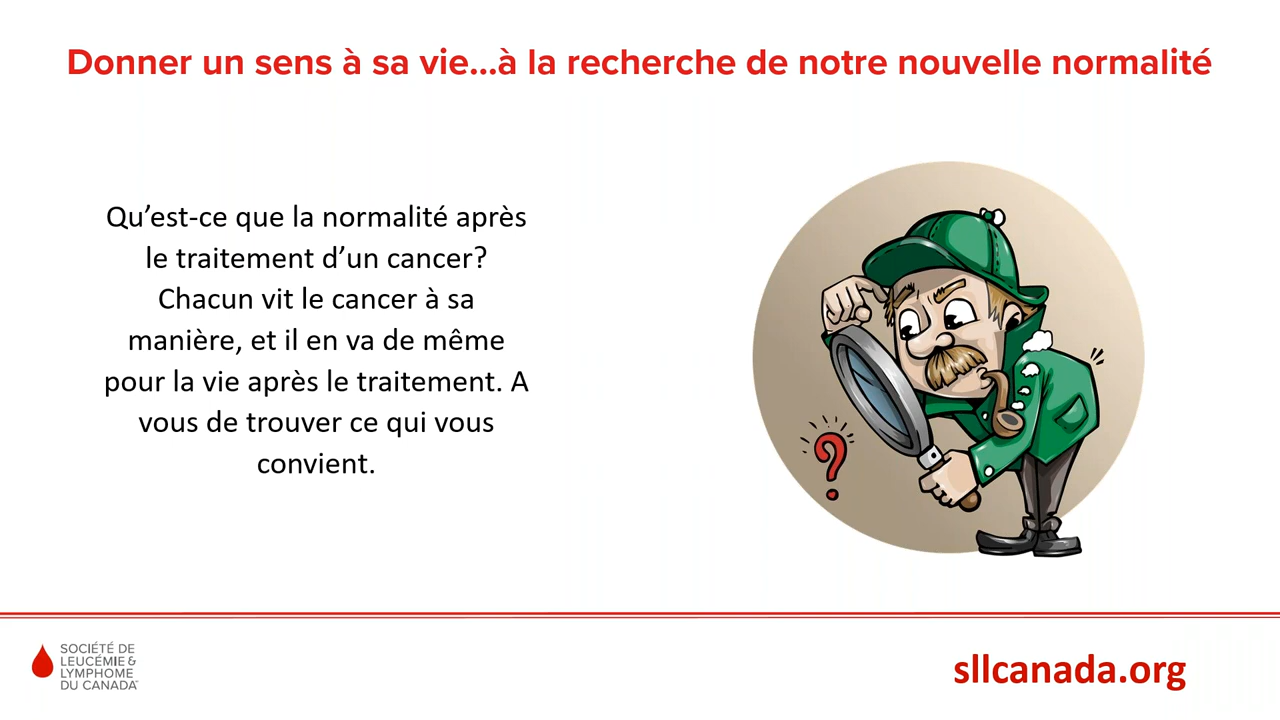 Donner un sens à sa vie...à la recherche de notre nouvelle normalité
Qu’est-ce que la normalité après
le traitement d’un cancer?
Chacun vit le cancer à sa
manière, et il en va de même
pour la vie après le traitement. A
vous de trouver ce qui vous
convient.
?
SOCIÉTÉ DE
LEUCÉMIE &
LYMPHOME
DU CANADA
sllcanada.org